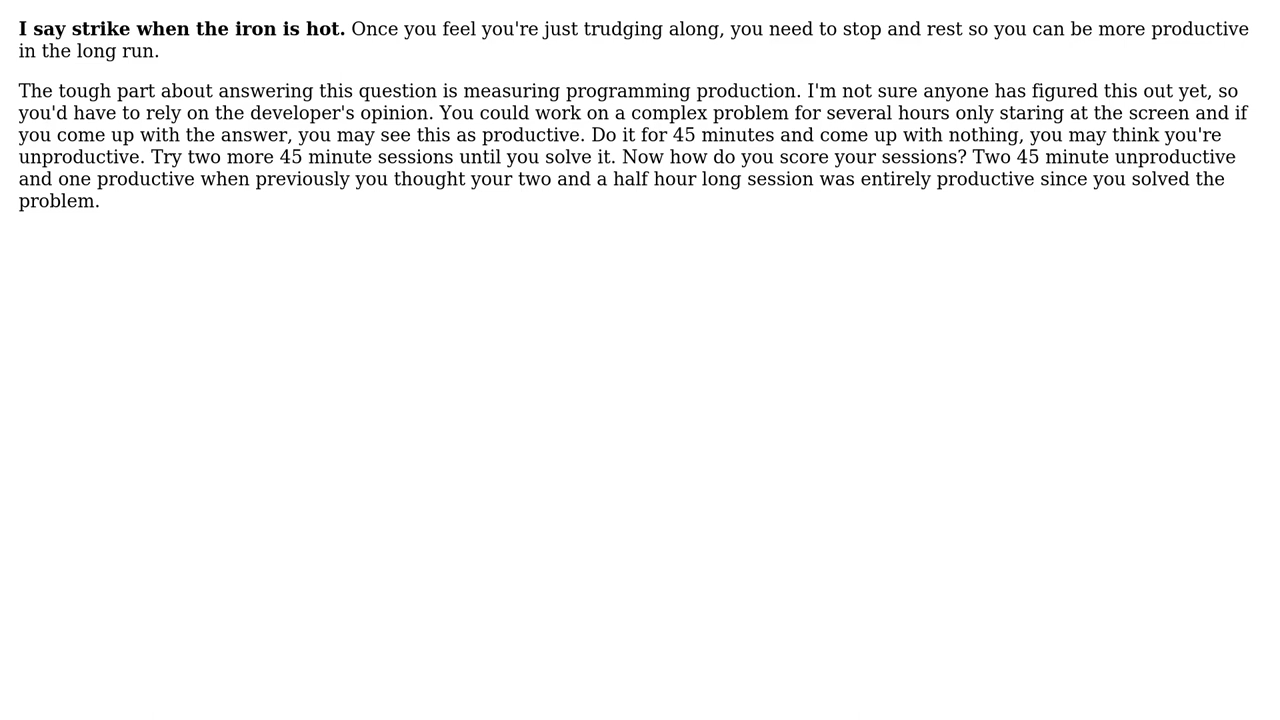 I say strike when the iron is hot. Once you feel you're just trudging along, you need to stop and rest so you can be more productive
in the long run.
The tough part about answering this question is measuring programming production. I'm not sure anyone has figured this out yet, so
you'd have to rely on the developer's opinion. You could work on a complex problem for several hours only staring at the screen and if
you come up with the answer, you may see this as productive. Do it for 45 minutes and come up with nothing, you may think you're
unproductive. Try two more 45 minute sessions until you solve it. Now how do you score your sessions? Two 45 minute unproductive
and one productive when previously you thought your two and a half hour long session was entirely productive since you solved the
problem.